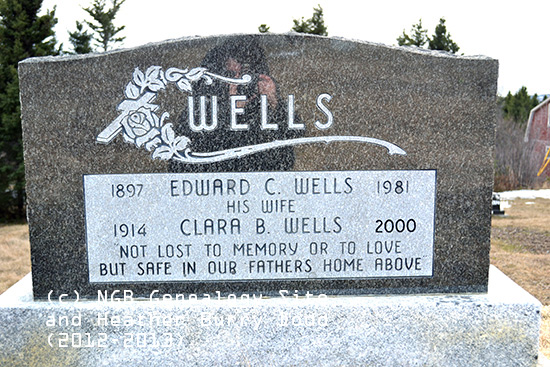 WELLS
1897 EDWARD C. WELLS 1981
HIS WIFE
1914 CLARA B. WELLS 2000
NOT LOST TO MEMORY OR TO LOVE
BUT SAFE IN OUR FATHERS HOME ABOVE
(c) NGB Genealogy Site
and Heather Burry Wade
(2012-2013)